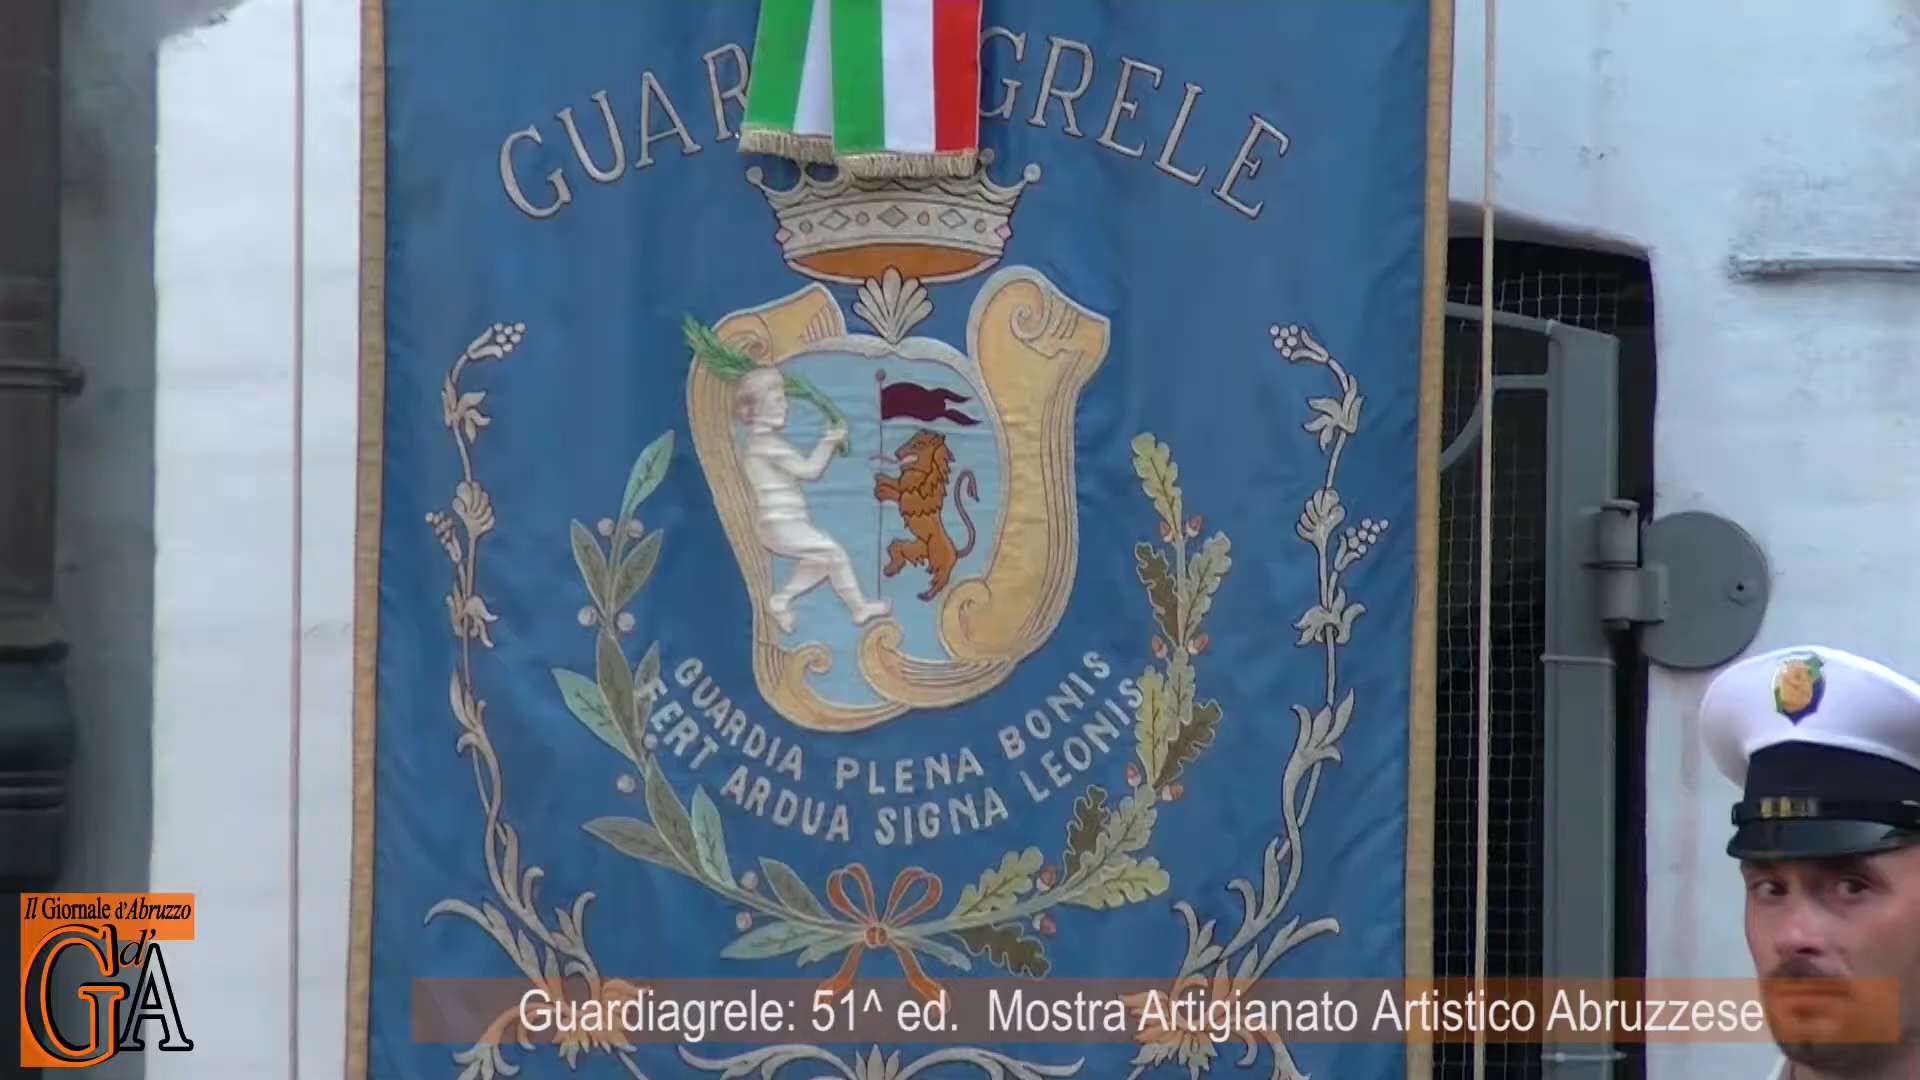 GUAR GRELE
GUARDIA PLENA BONIS
FERT ARDUA SIGNA LEONIS
Il Giornale d'Abruzzo
Gd'A
Guardiagrele: 51^ ed. Mostra Artigianato Artistico Abruzzese